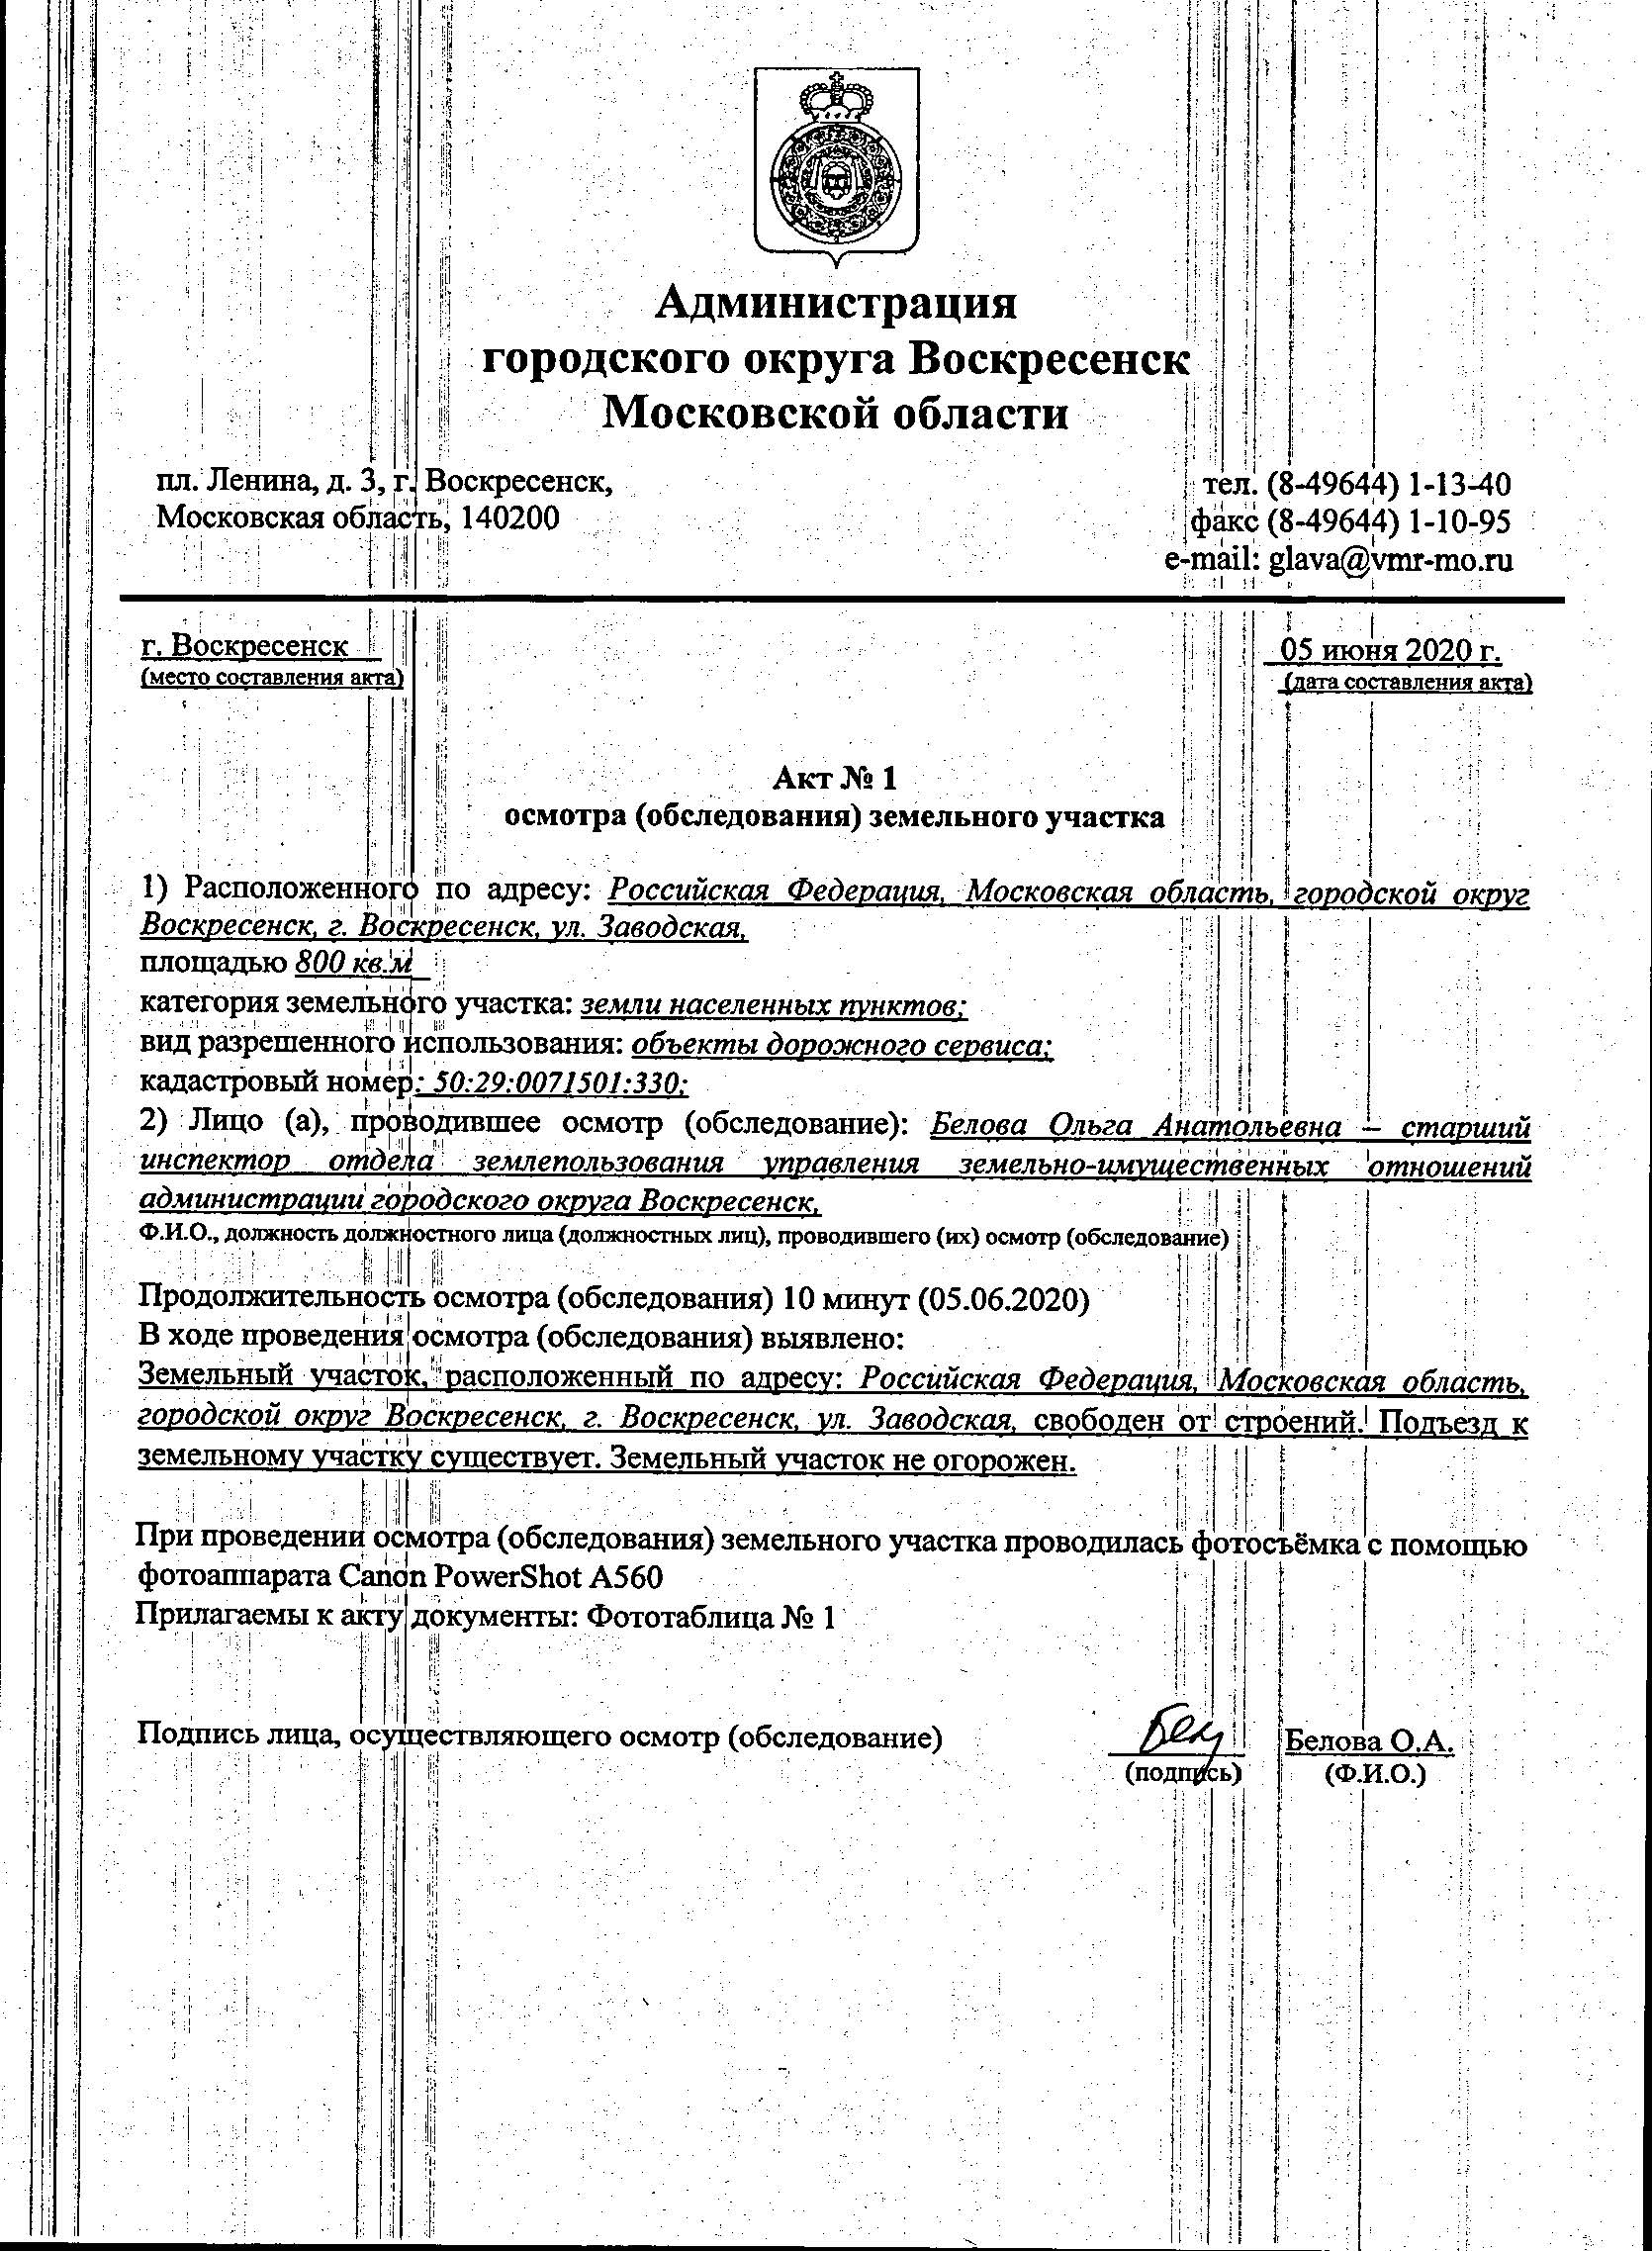 Администрация
городского округа Воскресенск
Московской области
пл. Ленина, д. 3, г. Воскресенск,
Московская область, 140200
тел. (8-49644) 1-13-40
факс (8-49644) 1-10-95
e-mail: glava@vmr-mo.ru
г. Воскресенск
(место составления акта)
05 июня 2020 г.
(дата составления акта)
Акт № 1
осмотра (обследования) земельного участка
1) Расположенного по адресу: Российская Федерация, Московская область, городской округ
Воскресенск, г. Воскресенск, ул. Заводская,
площадью 800 кв.м
категория земельного участка: земли населенных пунктов;
вид разрешенного использования: объекты дорожного сервиса;
кадастровый номер: 50:29:0071501:330;
2) Лицо (а), проводившее осмотр (обследование): Белова Ольга Анатольевна – старший
инспектор отдела землепользования управления земельно-имущественных отношений
администрации городского округа Воскресенск,
Ф.И.О., должность должностного лица (должностных лиц), проводившего (их) осмотр (обследование)
Продолжительность осмотра (обследования) 10 минут (05.06.2020)
В ходе проведения осмотра (обследования) выявлено:
Земельный участок, расположенный по адресу: Российская Федерация, Московская область,
городской округ Воскресенск, г. Воскресенск, ул. Заводская, свободен от строений. Подъезд к
земельному участку существует. Земельный участок не огорожен.
При проведении осмотра (обследования) земельного участка проводилась фотосъёмка с помощью
фотоаппарата Canon PowerShot A560
Прилагаемы к акту документы: Фототаблица № 1
Подпись лица, осуществляющего осмотр (обследование)
Белова О.А.
(подпись)
(Ф.И.О.)